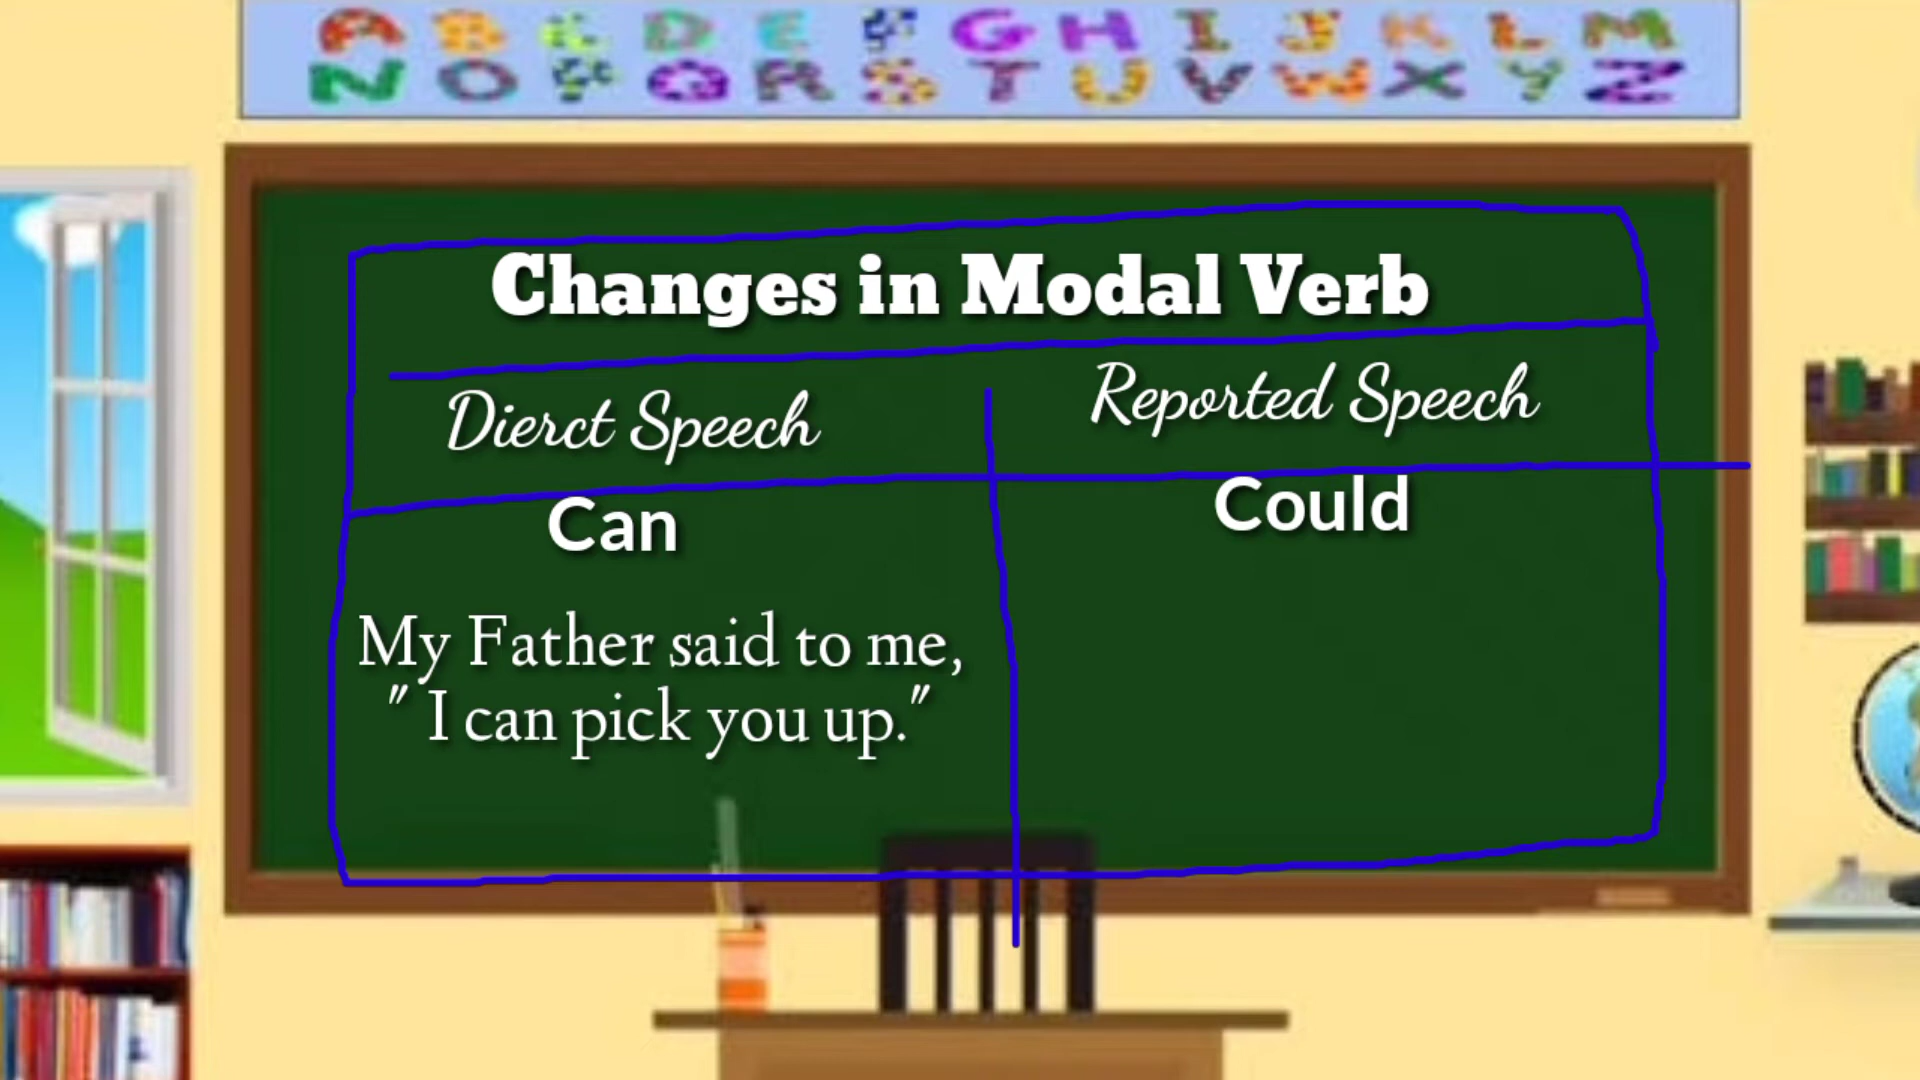 A B C D E F G H I J K L M
N O P Q R S T U V W X Y Z
Changes in Modal Verb
Dierct Speech
Reported Speech
Can
Could
My Father said to me,
" I can pick you up."